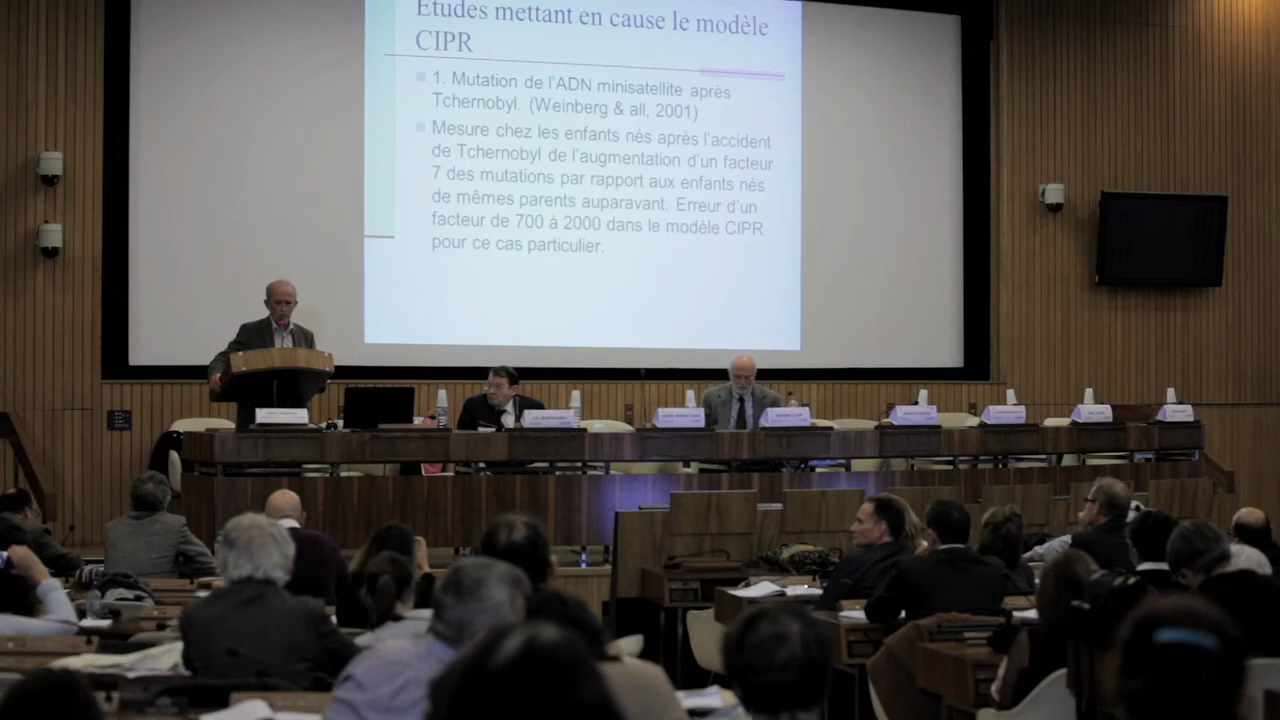 Etudes mettant en cause le modèle
CIPR
1. Mutation de l'ADN minisatellite après
Tchernobyl. (Weinberg & all, 2001)
Mesure chez les enfants nés après l'accident
de Tchernobyl de l'augmentation d'un facteur
7 des mutations par rapport aux enfants nés
de mêmes parents auparavant. Erreur d'un
facteur de 700 à 2000 dans le modèle CIPR
pour ce cas particulier.